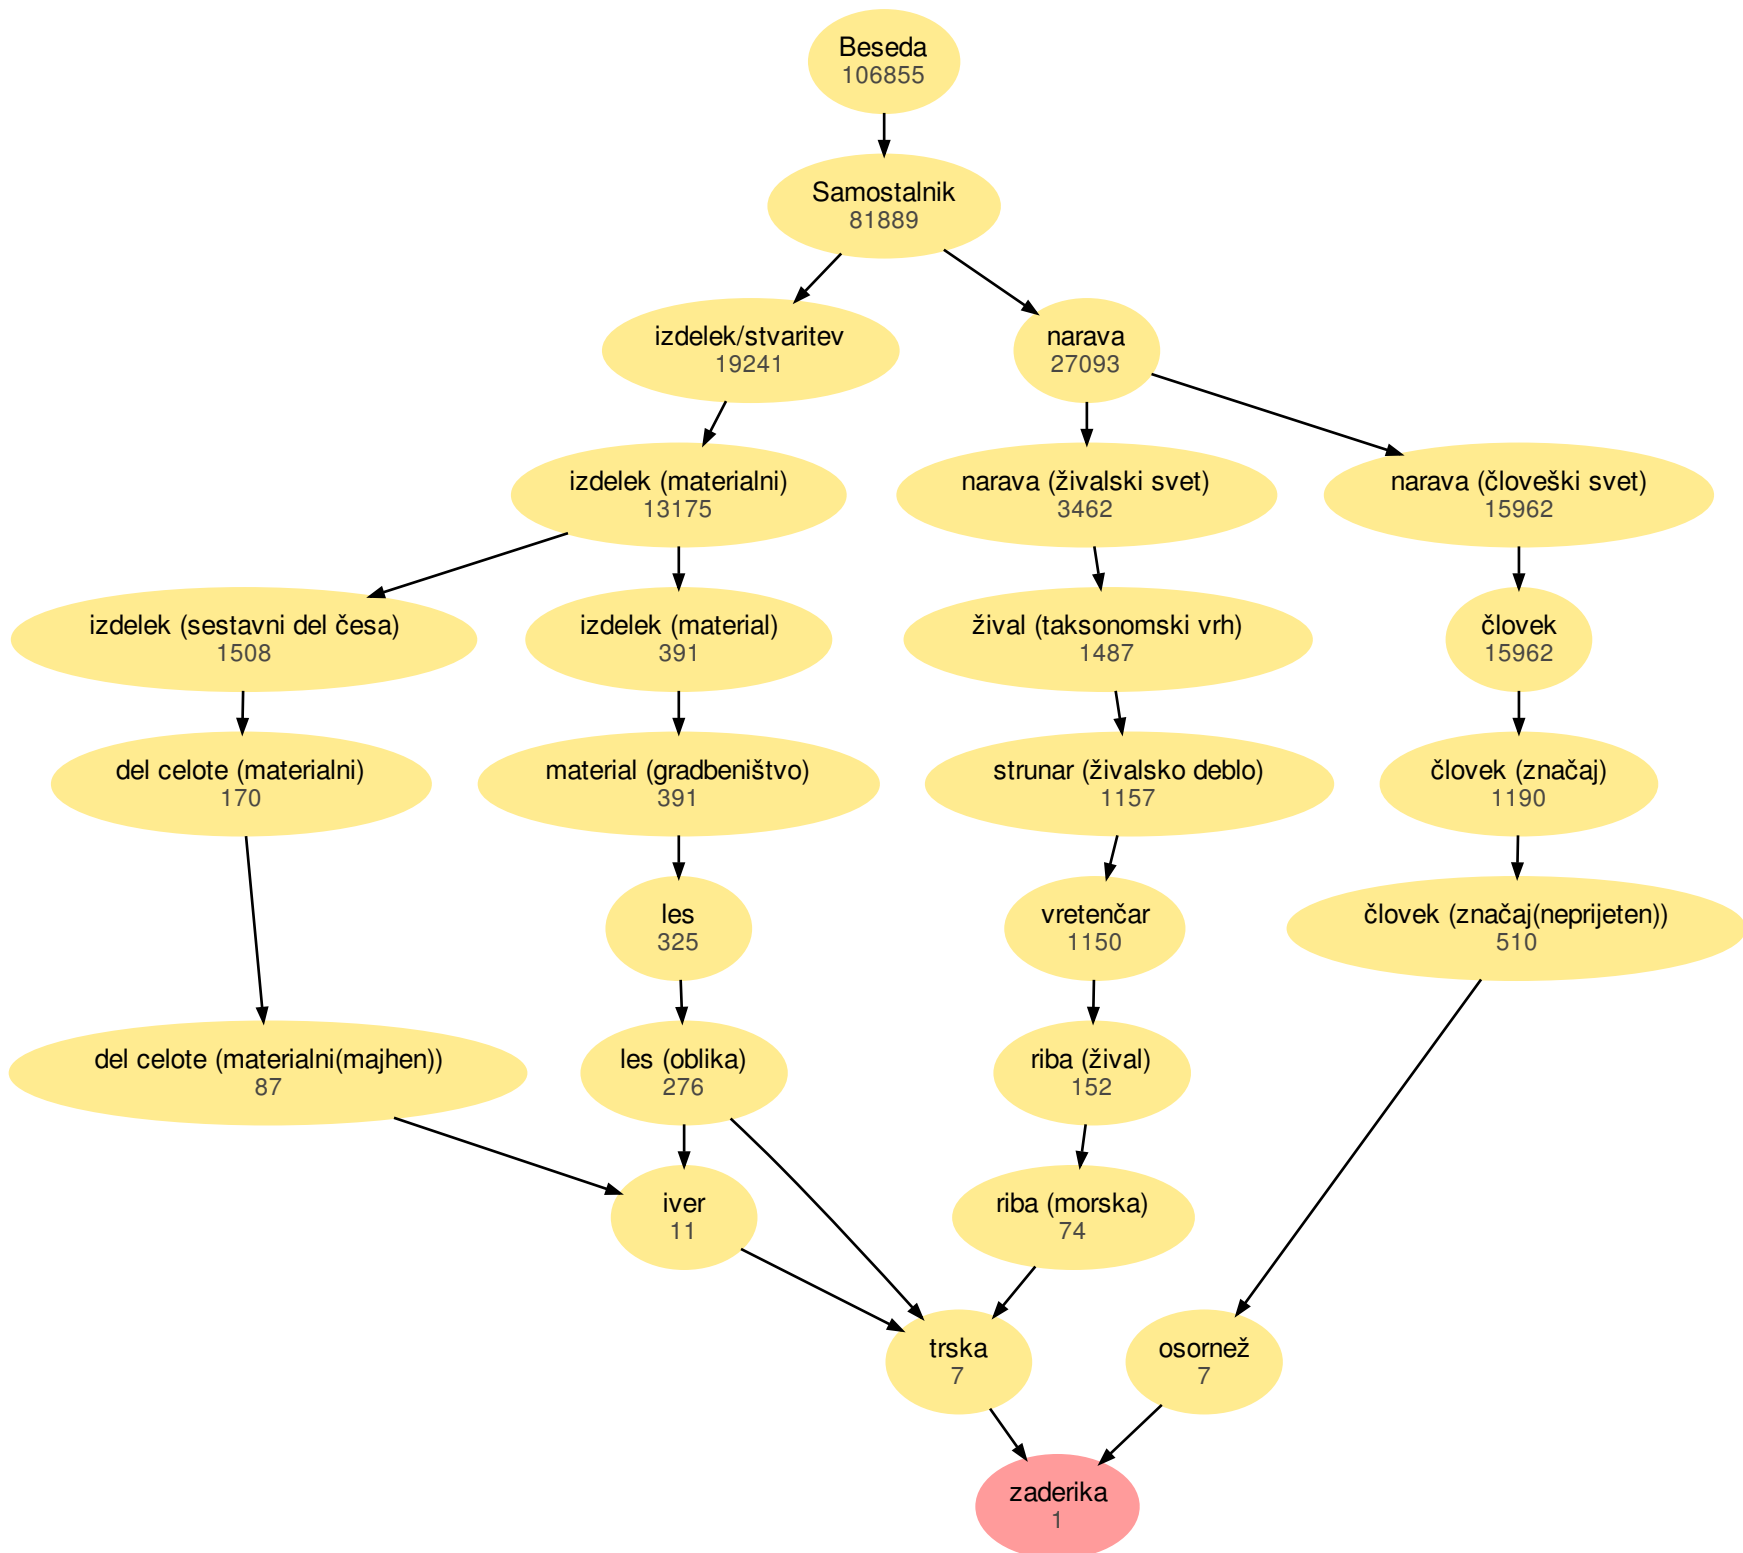 Beseda
106855
Samostalnik
81889
izdelek/stvaritev
19241
narava
27093
izdelek (materialni)
13175
narava (živalski svet)
3462
narava (človeški svet)
15962
izdelek (sestavni del česa)
1508
izdelek (material)
391
žival (taksonomski vrh)
1487
človek
15962
del celote (materialni)
170
material (gradbeništvo)
391
strunar (živalsko deblo)
1157
človek (značaj)
1190
les
325
vretenčar
1150
človek (značaj(neprijeten))
510
del celote (materialni(majhen))
87
les (oblika)
276
riba (žival)
152
iver
11
riba (morska)
74
trska
7
osornež
7
zaderika
1